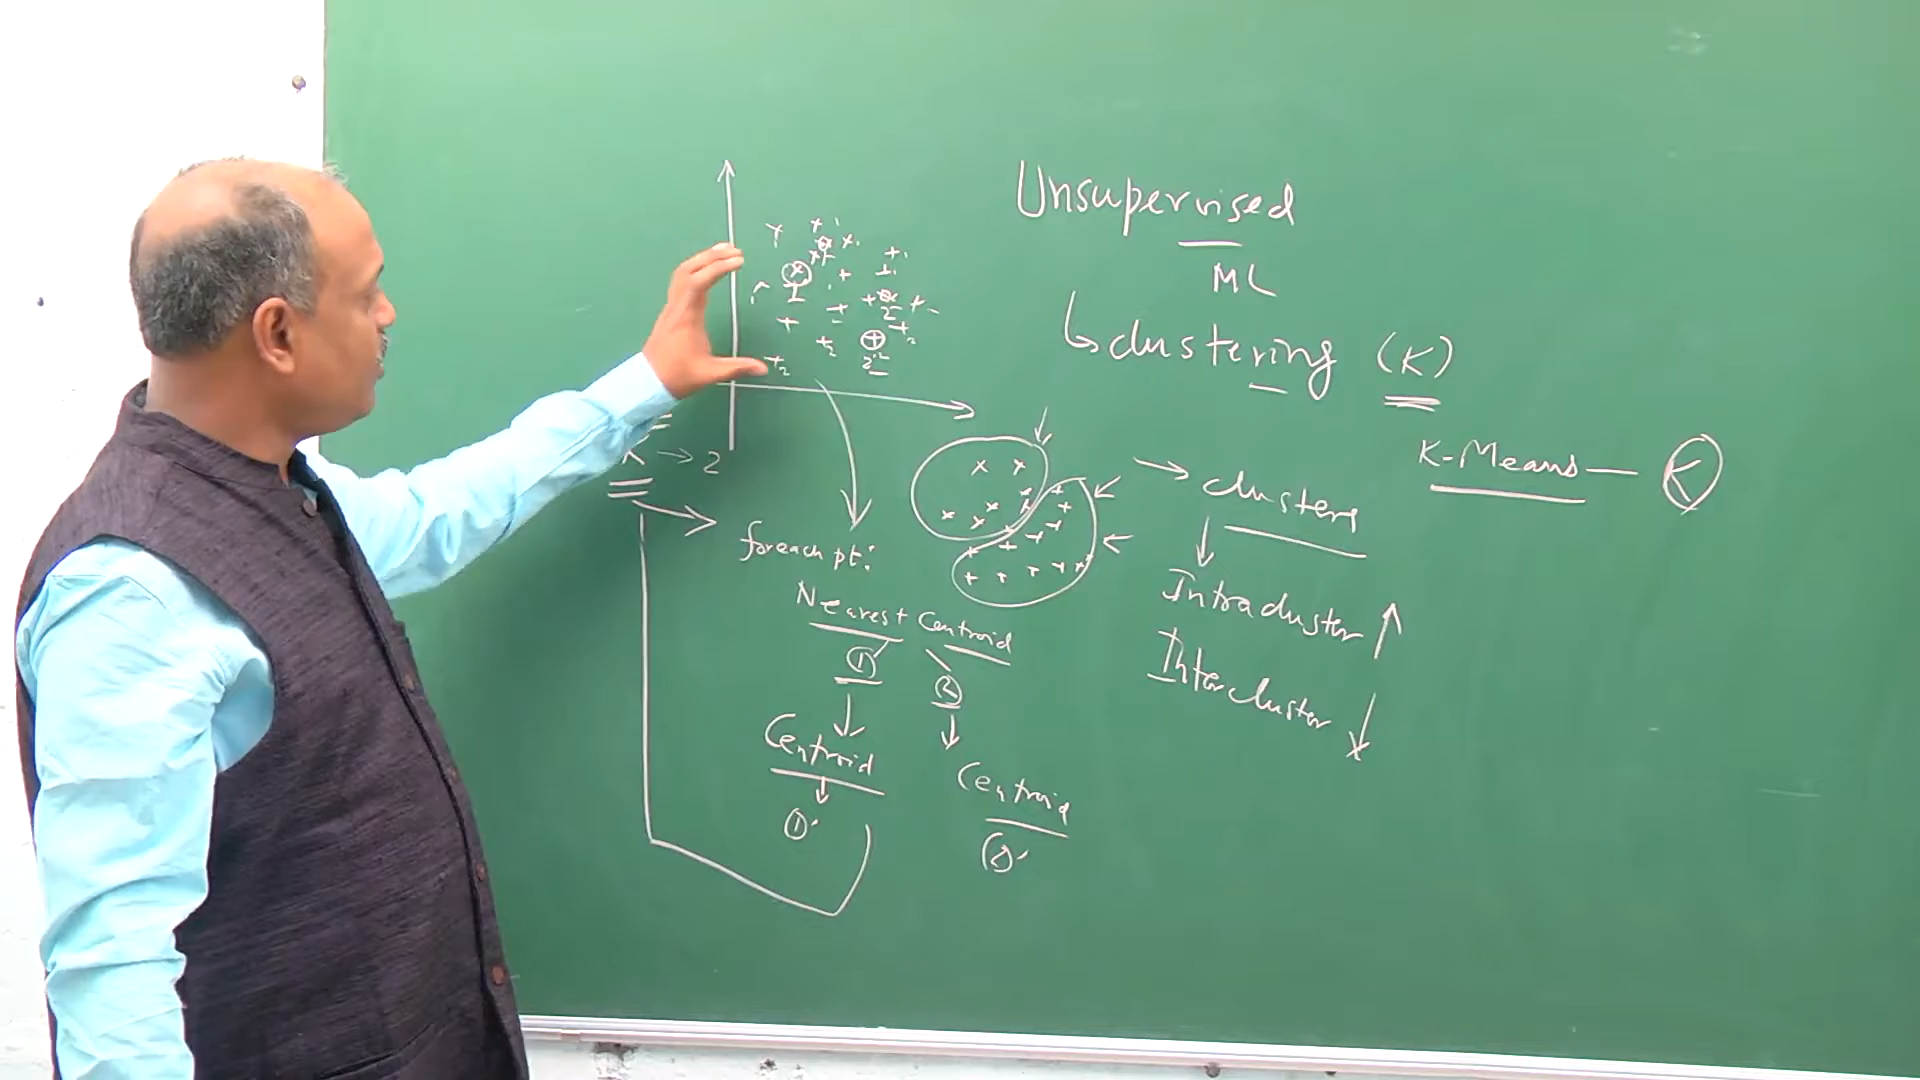 Unsupervised
ML
↳ clustering (K)
K-Means — K
K → 2
→ clusters
Intracluster ↑
Intercluster ↓
foreach pt:
Nearest Centroid
① ②
Centroid
Centroid
①'
②'